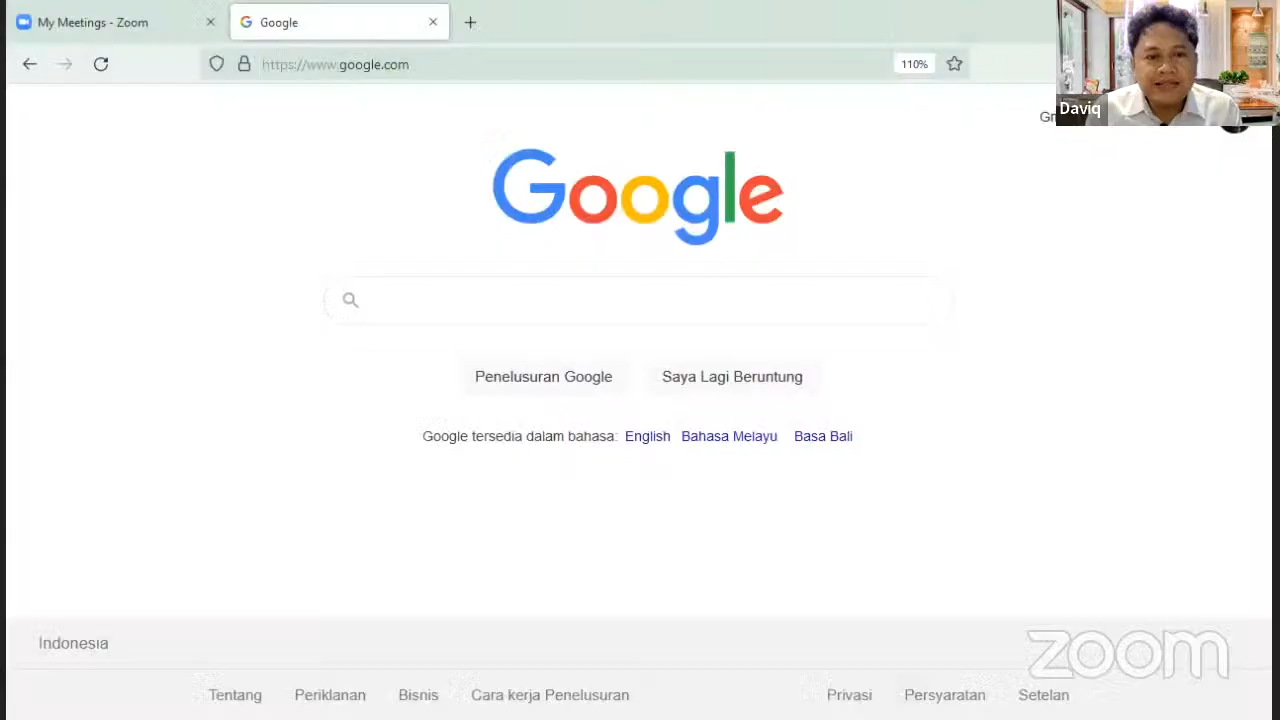 My Meetings - Zoom
Google
https://www.google.com
110%
Daviq
Google
Penelusuran Google
Saya Lagi Beruntung
Google tersedia dalam bahasa: English Bahasa Melayu Basa Bali
Indonesia
zoom
Tentang Periklanan Bisnis Cara kerja Penelusuran
Privasi Persyaratan Setelan